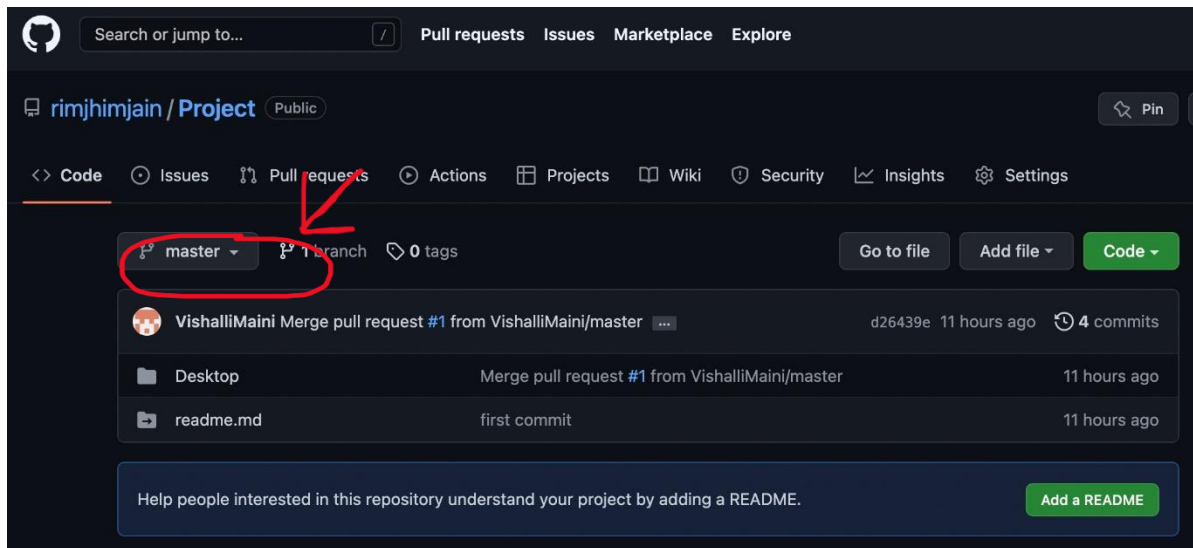 Search or jump to... / Pull requests Issues Marketplace Explore
rimjhimjain / Project Public Pin
<> Code Issues Pull requests Actions Projects Wiki Security Insights Settings
master 1 branch 0 tags Go to file Add file Code
VishalliMaini Merge pull request #1 from VishalliMaini/master ... d26439e 11 hours ago 4 commits
Desktop Merge pull request #1 from VishalliMaini/master 11 hours ago
readme.md first commit 11 hours ago
Help people interested in this repository understand your project by adding a README. Add a README